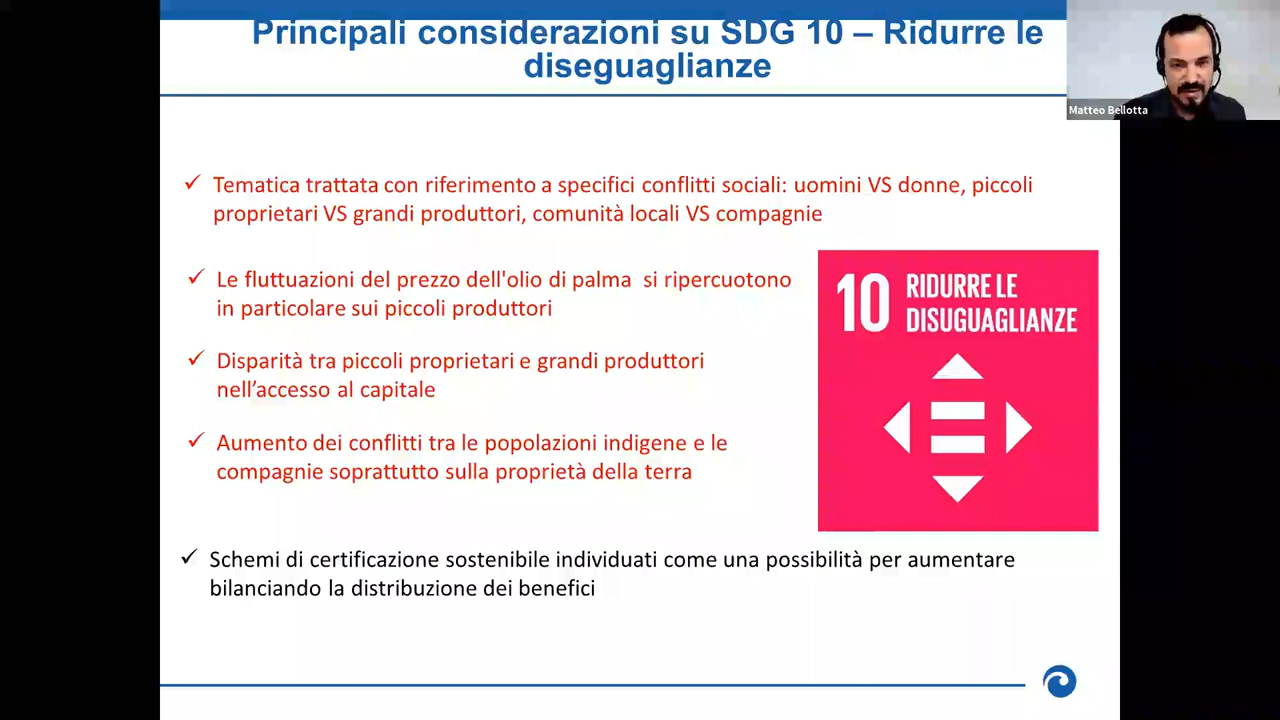 Principali considerazioni su SDG 10 – Ridurre le
diseguaglianze
Matteo Bellotta
✓ Tematica trattata con riferimento a specifici conflitti sociali: uomini VS donne, piccoli
proprietari VS grandi produttori, comunità locali VS compagnie
✓ Le fluttuazioni del prezzo dell'olio di palma si ripercuotono
in particolare sui piccoli produttori
✓ Disparità tra piccoli proprietari e grandi produttori
nell’accesso al capitale
✓ Aumento dei conflitti tra le popolazioni indigene e le
compagnie soprattutto sulla proprietà della terra
10 RIDURRE LE
DISUGUAGLIANZE
✓ Schemi di certificazione sostenibile individuati come una possibilità per aumentare
bilanciando la distribuzione dei benefici